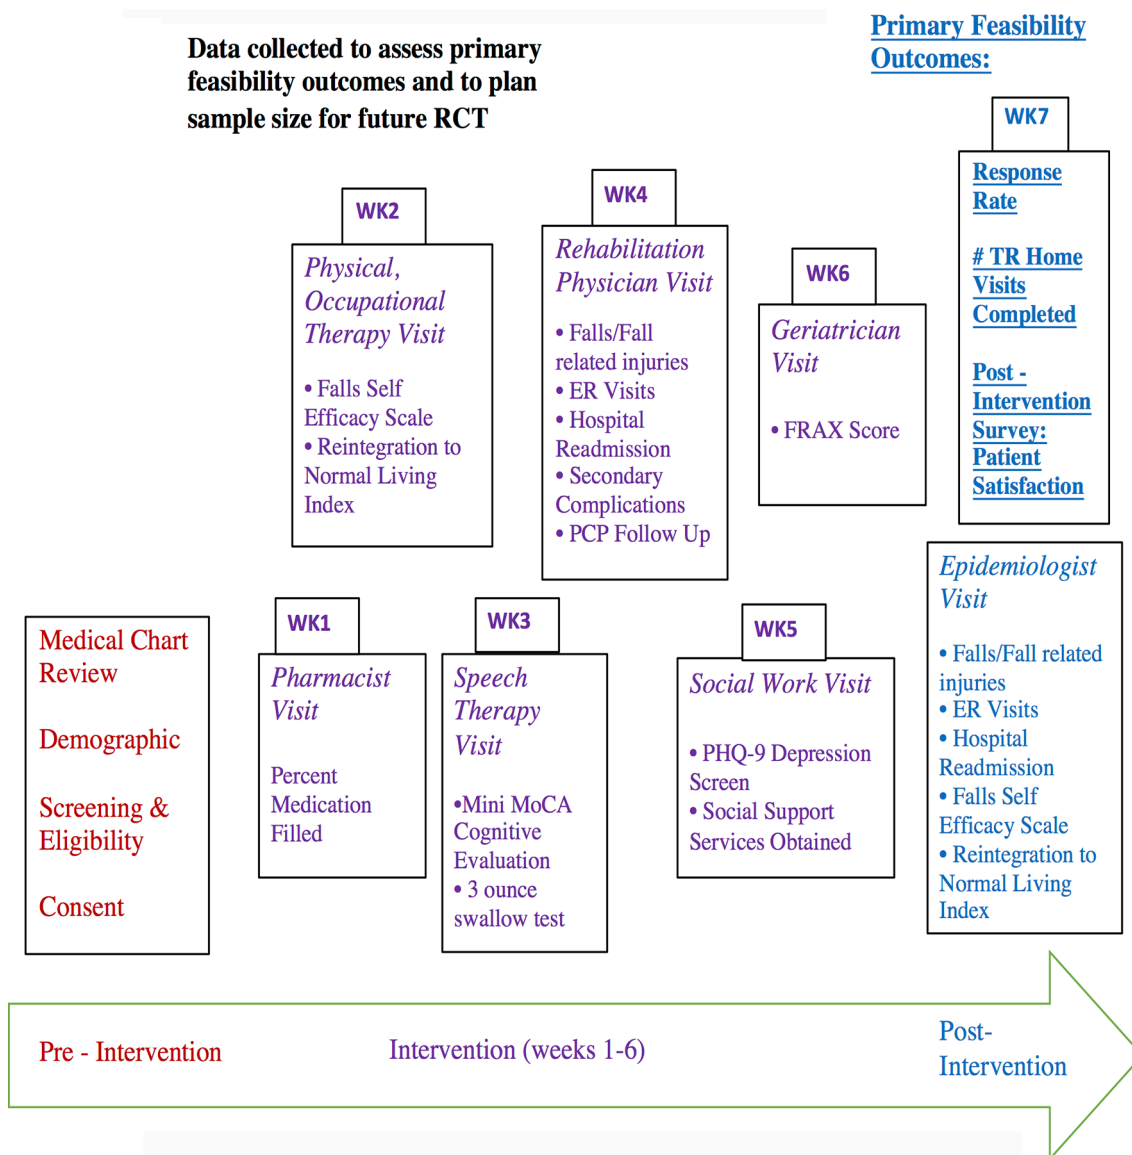 Data collected to assess primary
feasibility outcomes and to plan
sample size for future RCT
Primary Feasibility
Outcomes:
WK7
Response
Rate
# TR Home
Visits
Completed
Post -
Intervention
Survey:
Patient
Satisfaction
WK2
Physical,
Occupational
Therapy Visit
• Falls Self
Efficacy Scale
• Reintegration to
Normal Living
Index
WK4
Rehabilitation
Physician Visit
• Falls/Fall
related injuries
• ER Visits
• Hospital
Readmission
• Secondary
Complications
• PCP Follow Up
WK6
Geriatrician
Visit
• FRAX Score
Medical Chart
Review
Demographic
Screening &
Eligibility
Consent
WK1
Pharmacist
Visit
Percent
Medication
Filled
WK3
Speech
Therapy
Visit
•Mini MoCA
Cognitive
Evaluation
• 3 ounce
swallow test
WK5
Social Work Visit
• PHQ-9 Depression
Screen
• Social Support
Services Obtained
Epidemiologist
Visit
• Falls/Fall related
injuries
• ER Visits
• Hospital
Readmission
• Falls Self
Efficacy Scale
• Reintegration to
Normal Living
Index
Pre - Intervention
Intervention (weeks 1-6)
Post-
Intervention